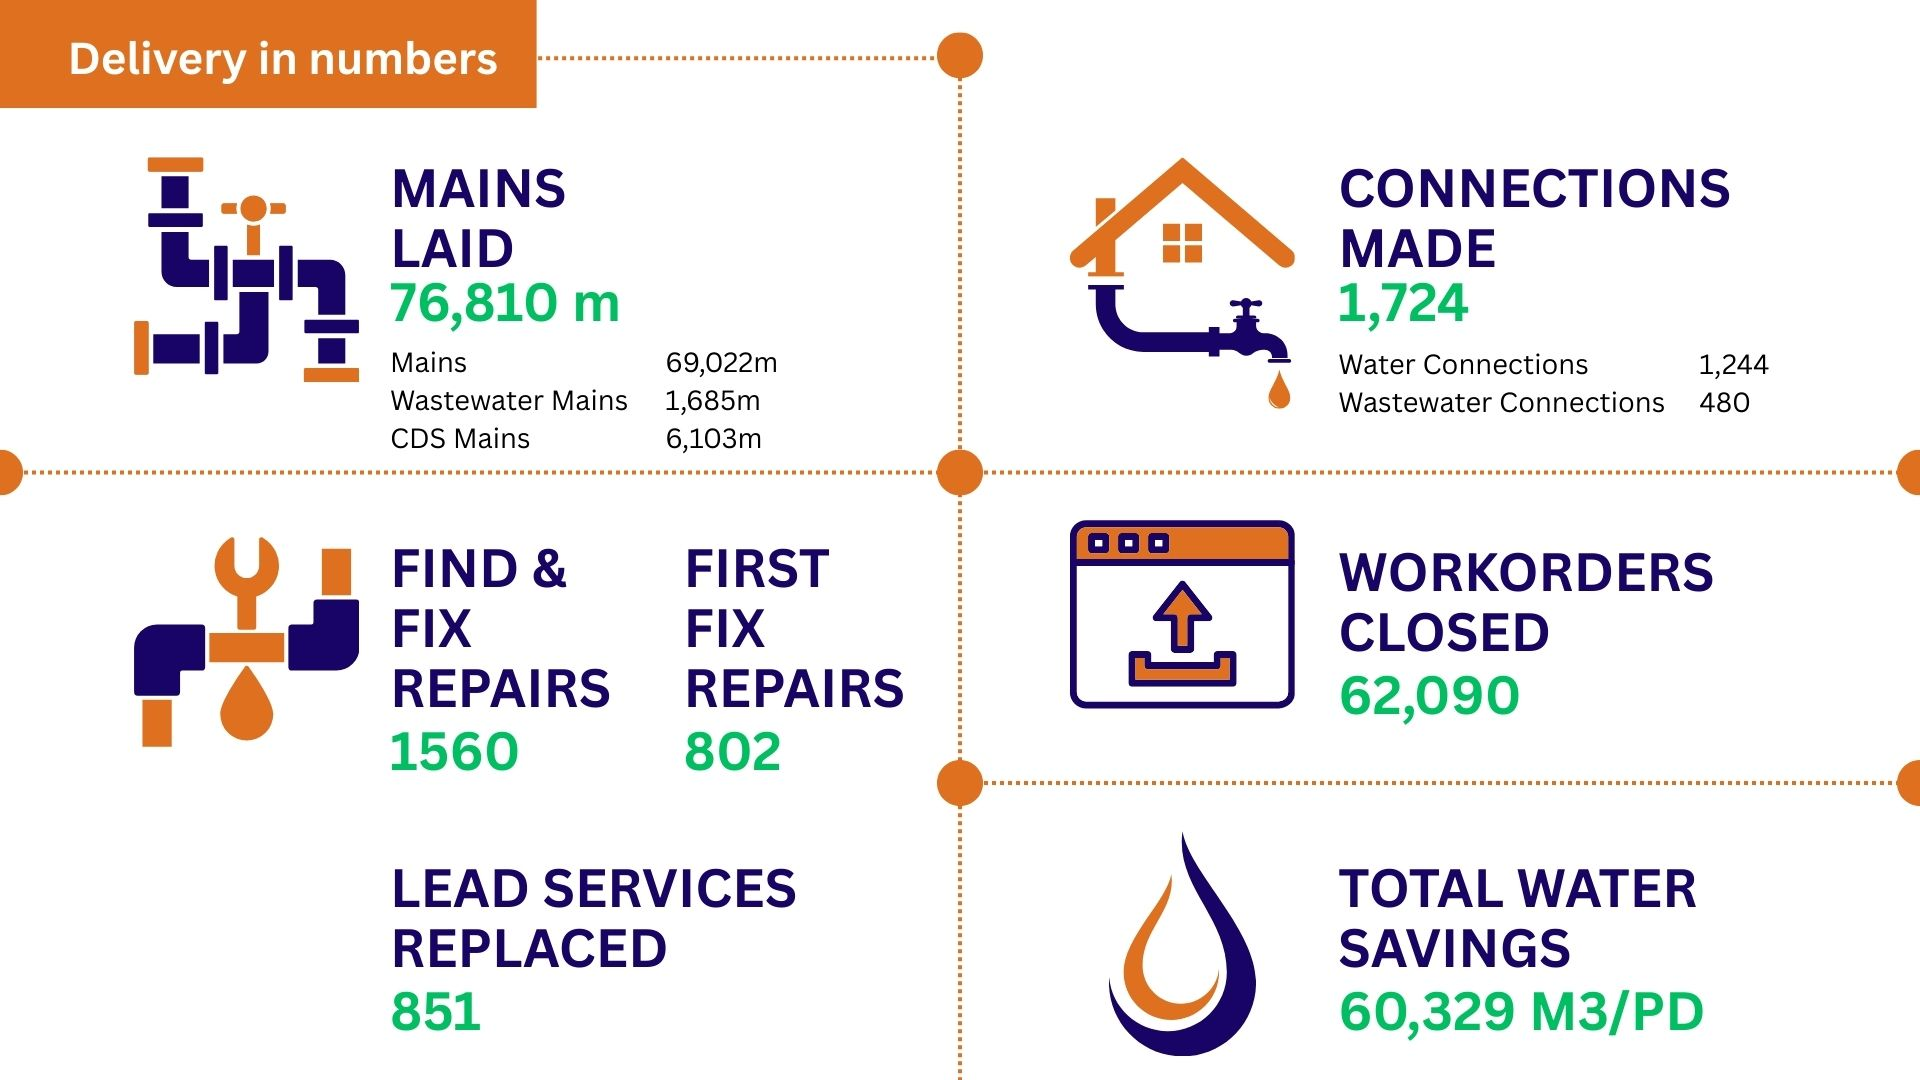 Delivery in numbers
MAINS
LAID
76,810 m
Mains 69,022m
Wastewater Mains 1,685m
CDS Mains 6,103m
CONNECTIONS
MADE
1,724
Water Connections 1,244
Wastewater Connections 480
FIND &
FIX
REPAIRS
1560
FIRST
FIX
REPAIRS
802
LEAD SERVICES
REPLACED
851
WORKORDERS
CLOSED
62,090
TOTAL WATER
SAVINGS
60,329 M3/PD